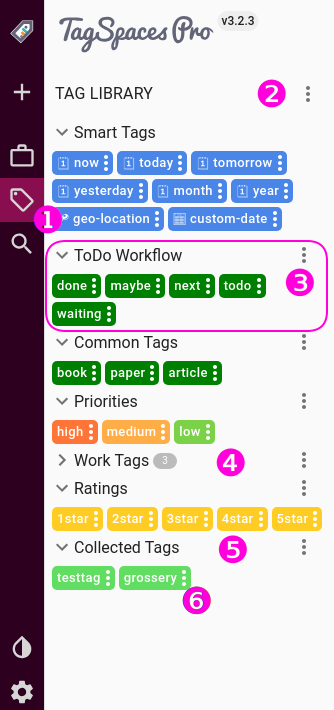 TagSpaces Pro v3.2.3
TAG LIBRARY 2
Smart Tags
now today tomorrow
yesterday month year
1 geo-location custom-date
ToDo Workflow
done maybe next todo 3
waiting
Common Tags
book paper article
Priorities
high medium low
Work Tags 3 4
Ratings
1star 2star 3star 4star 5star
Collected Tags 5
testtag grossery
6